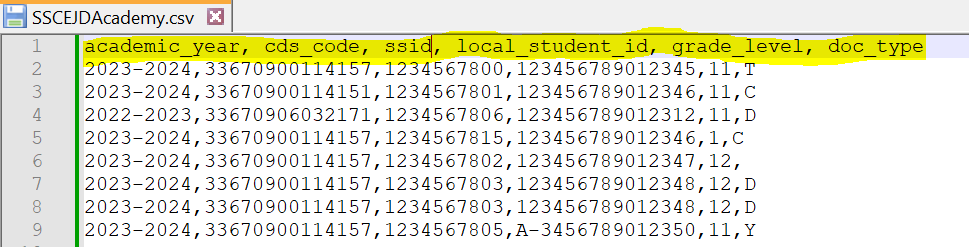 SSCEJDAcademy.csv
1 academic_year, cds_code, ssid, local_student_id, grade_level, doc_type
2 2023-2024,33670900114157,1234567800,123456789012345,11,T
3 2023-2024,33670900114151,1234567801,123456789012346,11,C
4 2022-2023,33670906032171,1234567806,123456789012312,11,D
5 2023-2024,33670900114157,1234567815,123456789012346,1,C
6 2023-2024,33670900114157,1234567802,123456789012347,12,
7 2023-2024,33670900114157,1234567803,123456789012348,12,D
8 2023-2024,33670900114157,1234567803,123456789012348,12,D
9 2023-2024,33670900114157,1234567805,A-3456789012350,11,Y